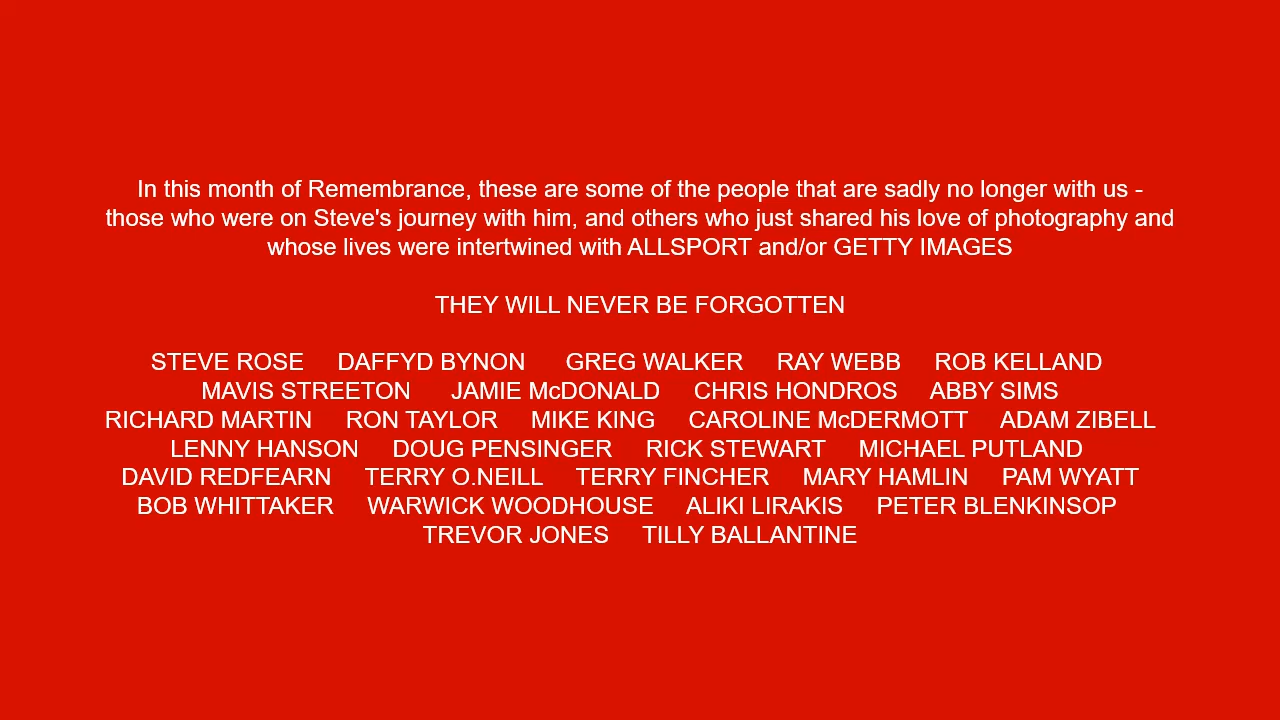 In this month of Remembrance, these are some of the people that are sadly no longer with us -
those who were on Steve's journey with him, and others who just shared his love of photography and
whose lives were intertwined with ALLSPORT and/or GETTY IMAGES
THEY WILL NEVER BE FORGOTTEN
STEVE ROSE DAFFYD BYNON GREG WALKER RAY WEBB ROB KELLAND
MAVIS STREETON JAMIE McDONALD CHRIS HONDROS ABBY SIMS
RICHARD MARTIN RON TAYLOR MIKE KING CAROLINE McDERMOTT ADAM ZIBELL
LENNY HANSON DOUG PENSINGER RICK STEWART MICHAEL PUTLAND
DAVID REDFEARN TERRY O.NEILL TERRY FINCHER MARY HAMLIN PAM WYATT
BOB WHITTAKER WARWICK WOODHOUSE ALIKI LIRAKIS PETER BLENKINSOP
TREVOR JONES TILLY BALLANTINE